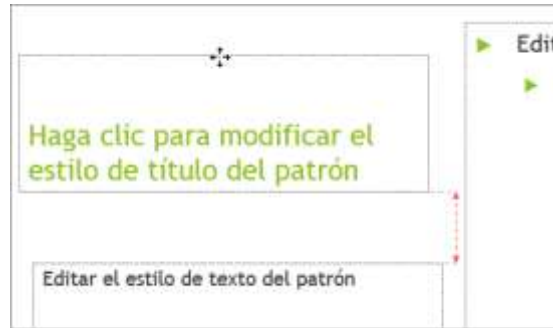 Haga clic para modificar el
estilo de título del patrón
Editar el estilo de texto del patrón